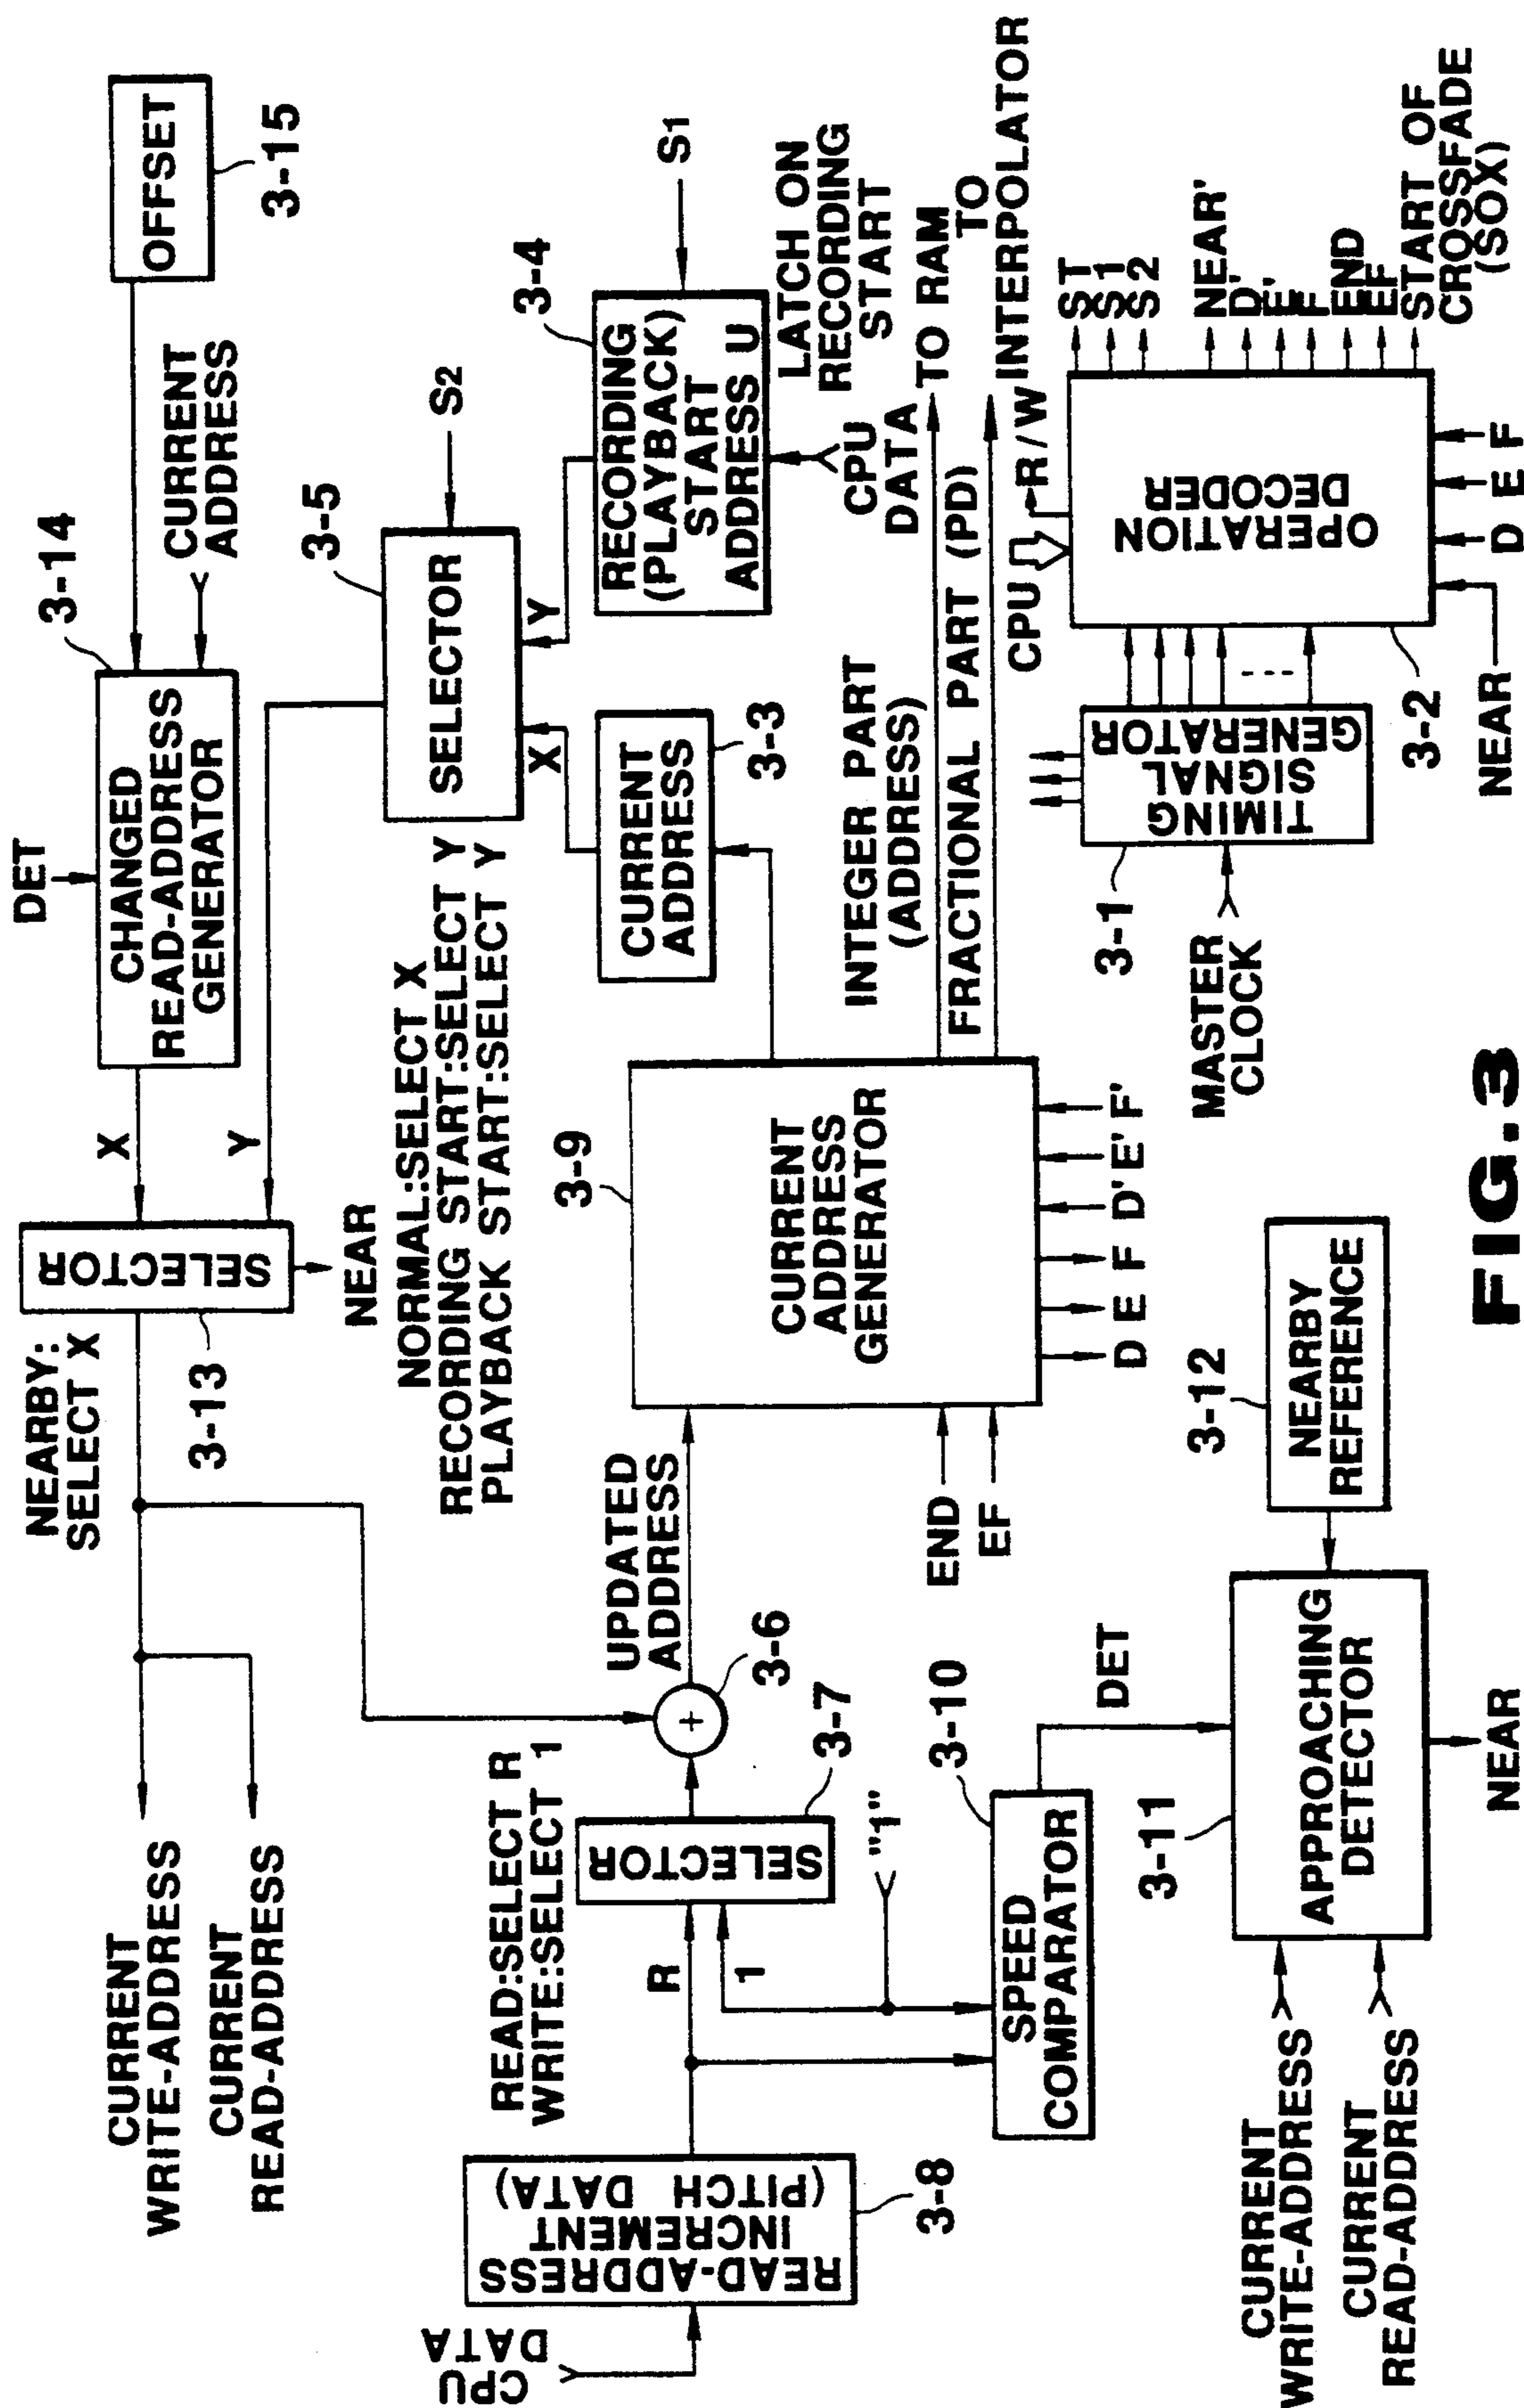 DET
CHANGED
READ-ADDRESS
GENERATOR
3-14
OFFSET
3-15
CURRENT
ADDRESS
X
Y
SELECTOR
NEARBY:
SELECT X
3-13
NEAR
CURRENT
WRITE-ADDRESS
CURRENT
READ-ADDRESS
NORMAL:SELECT X
RECORDING START:SELECT Y
PLAYBACK START:SELECT Y
SELECTOR
3-5
S2
X
Y
RECORDING
(PLAYBACK)
START
ADDRESS U
3-4
S1
LATCH ON
RECORDING
START
CPU
DATA
CURRENT
ADDRESS
3-3
CPU
DATA
READ-ADDRESS
INCREMENT
(PITCH DATA)
3-8
READ:SELECT R
WRITE:SELECT 1
R
1
SELECTOR
3-7
"1"
+
3-6
UPDATED
ADDRESS
CURRENT
ADDRESS
GENERATOR
3-9
END
EF
D E F D' E' F'
INTEGER PART
(ADDRESS)
TO RAM
FRACTIONAL PART (PD)
TO
INTERPOLATOR
SPEED
COMPARATOR
3-10
DET
APPROACHING
DETECTOR
3-11
CURRENT
WRITE-ADDRESS
CURRENT
READ-ADDRESS
NEAR
NEARBY
REFERENCE
3-12
MASTER
CLOCK
TIMING
SIGNAL
GENERATOR
3-1
CPU
R/W
OPERATION
DECODER
3-2
NEAR
D E F
ST
S1
S2
NEAR'
D'
E'
F'
END
EF
START OF
CROSSFADE
(SOX)
FIG.3